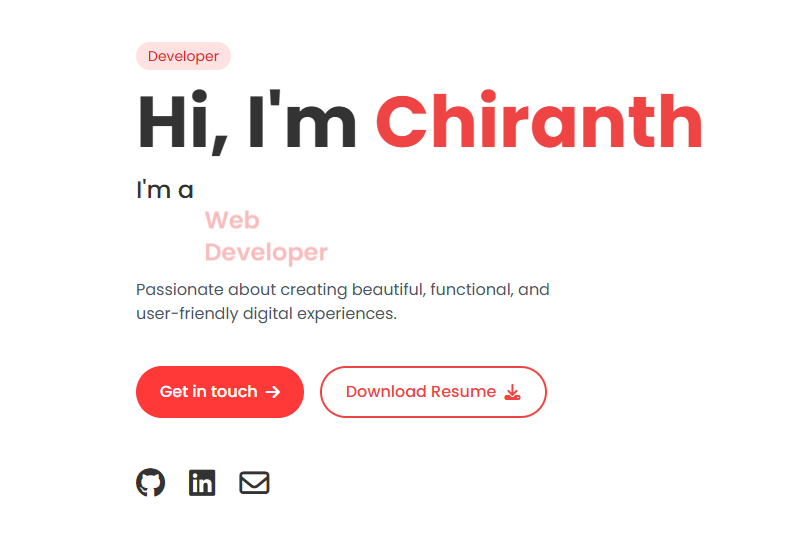 Developer
Hi, I'm Chiranth
I'm a
Web
Developer
Passionate about creating beautiful, functional, and
user-friendly digital experiences.
Get in touch
Download Resume
in